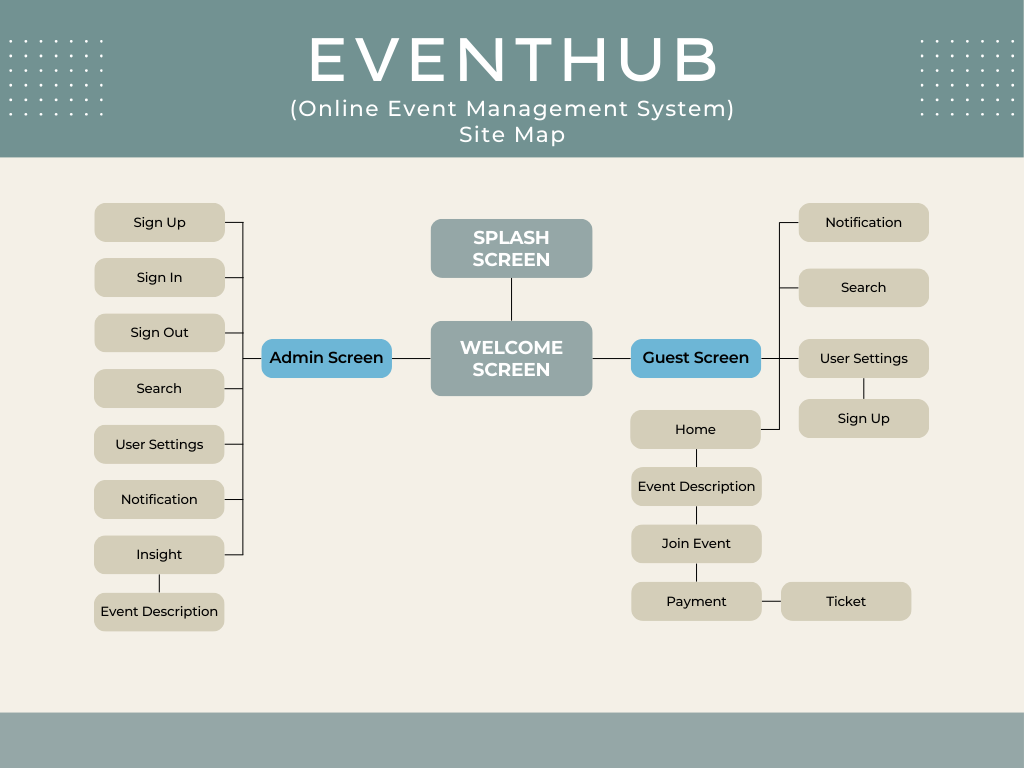 EVENTHUB
(Online Event Management System)
Site Map
Sign Up
Sign In
Sign Out
Search
User Settings
Notification
Insight
Event Description
Admin Screen
SPLASH
SCREEN
WELCOME
SCREEN
Guest Screen
Notification
Search
User Settings
Sign Up
Home
Event Description
Join Event
Payment
Ticket